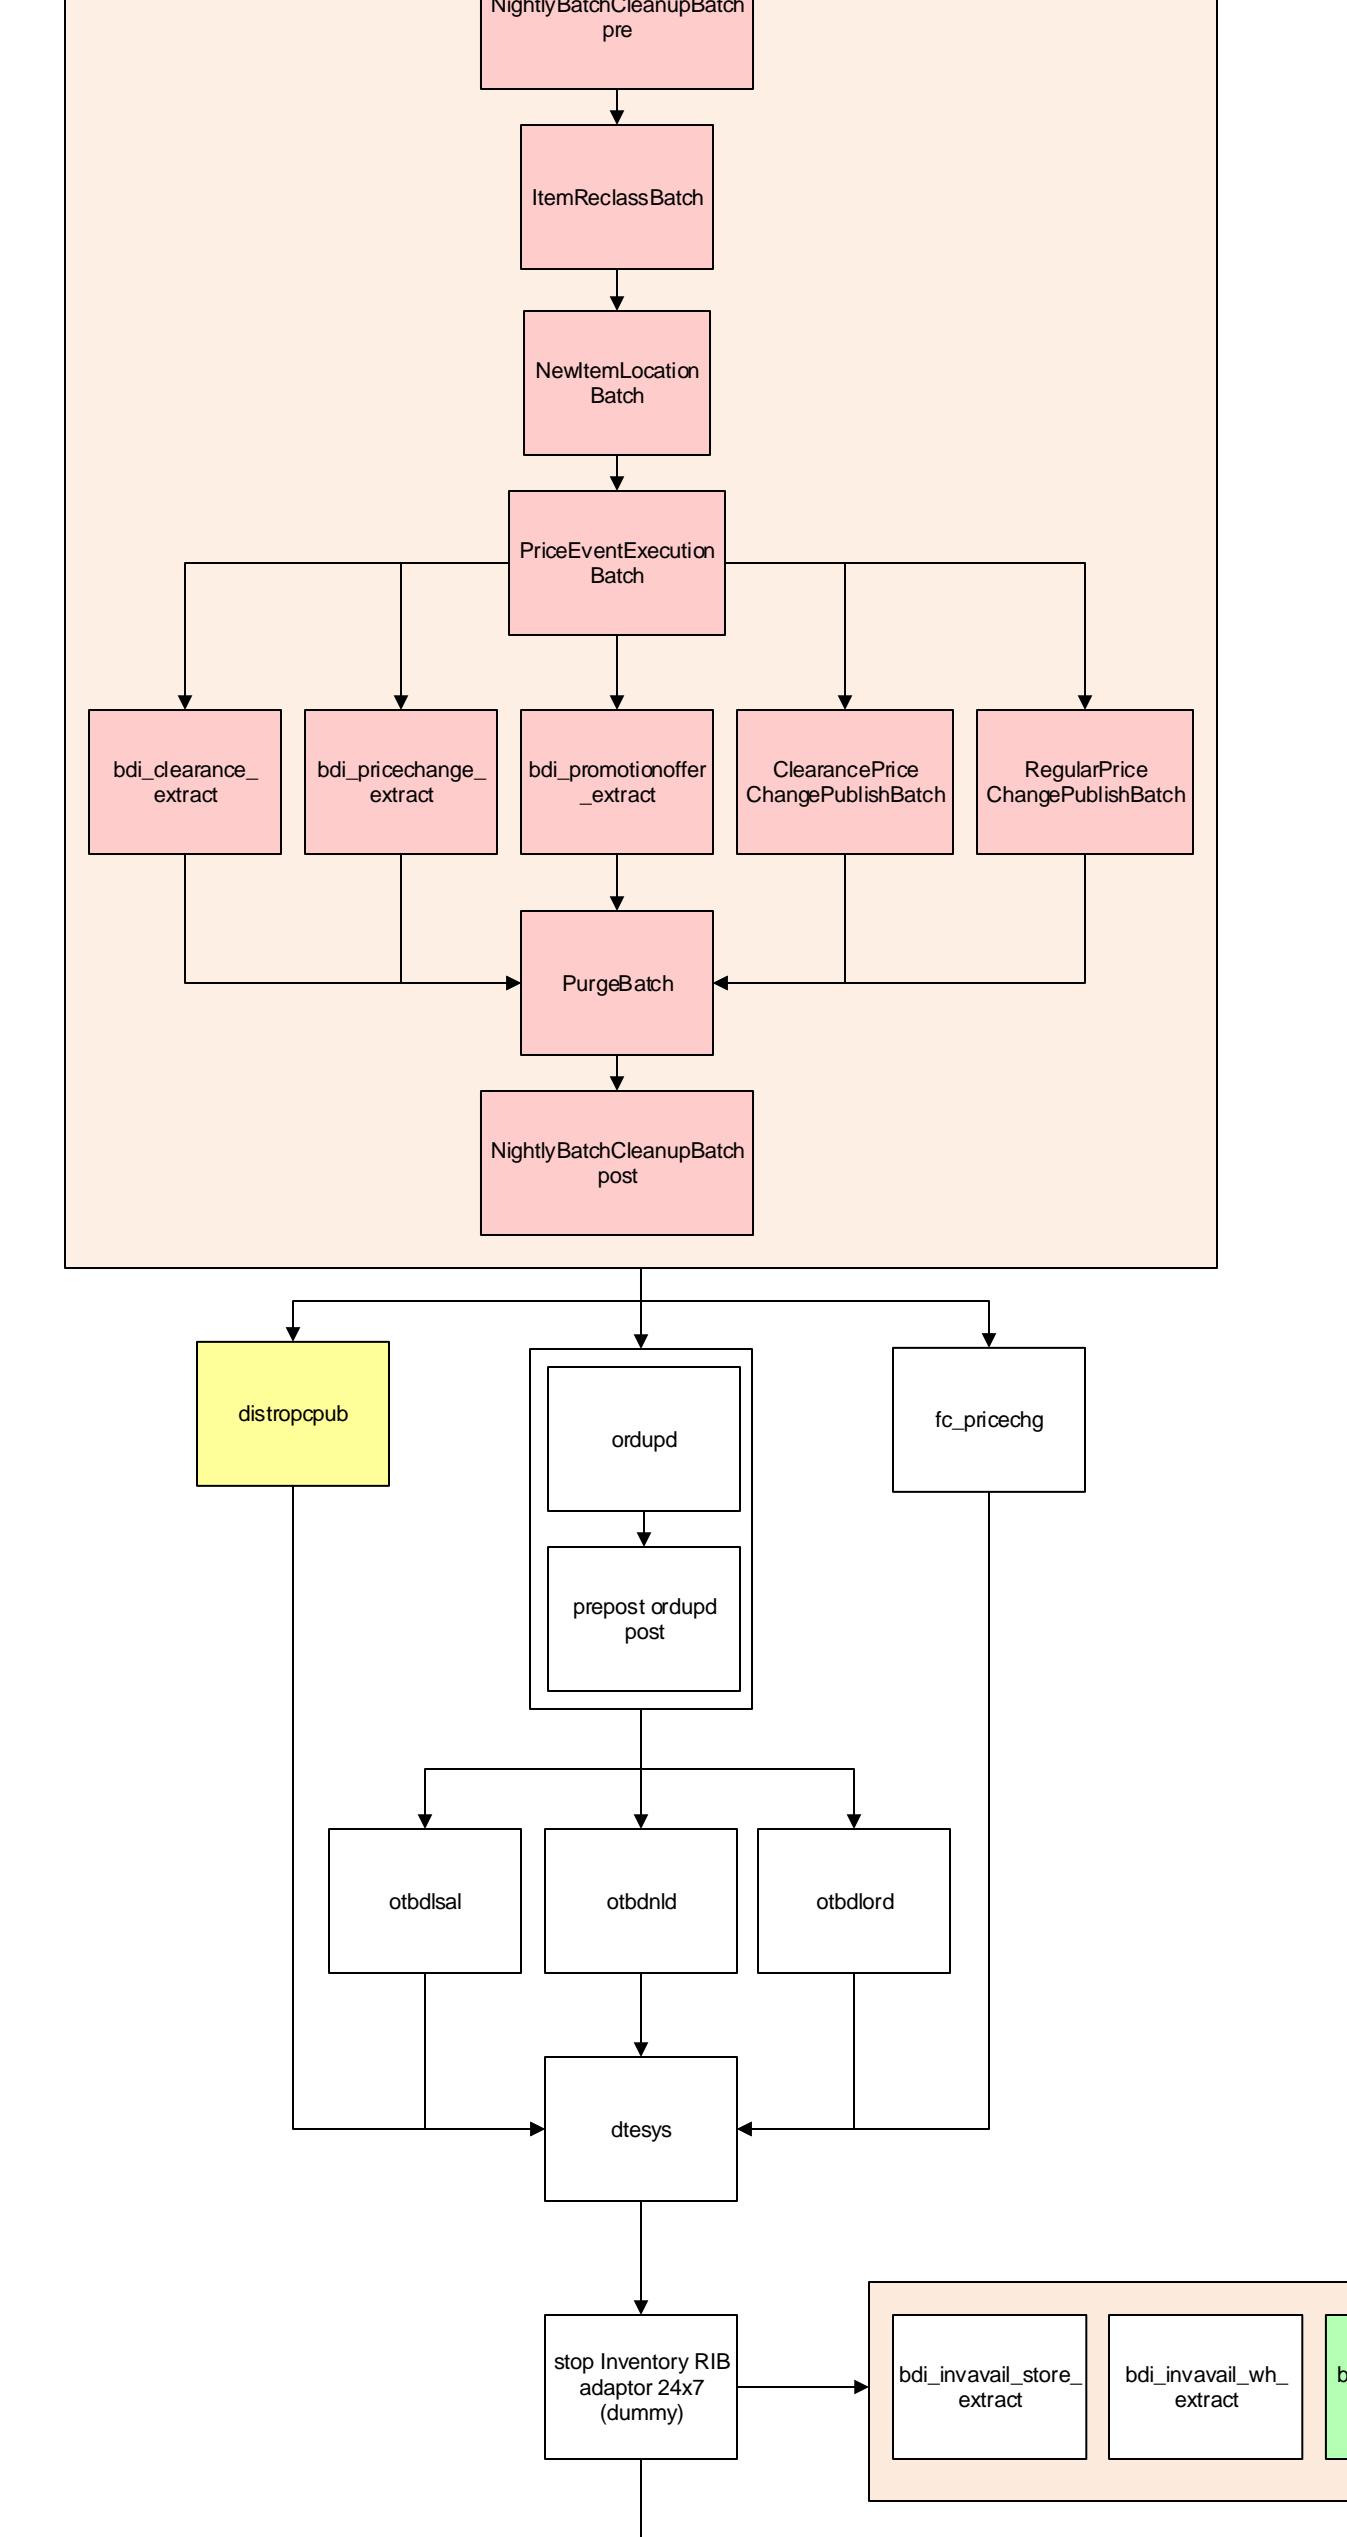 NightlyBatchCleanupBatch
pre
ItemReclassBatch
NewItemLocation
Batch
PriceEventExecution
Batch
bdi_clearance_
extract
bdi_pricechange_
extract
bdi_promotionoffer
_extract
ClearancePrice
ChangePublishBatch
RegularPrice
ChangePublishBatch
PurgeBatch
NightlyBatchCleanupBatch
post
distropcpub
ordupd
fc_pricechg
prepost ordupd
post
otbdlsal
otbdnld
otbdlord
dtesys
stop Inventory RIB
adaptor 24x7
(dummy)
bdi_invavail_store_
extract
bdi_invavail_wh_
extract